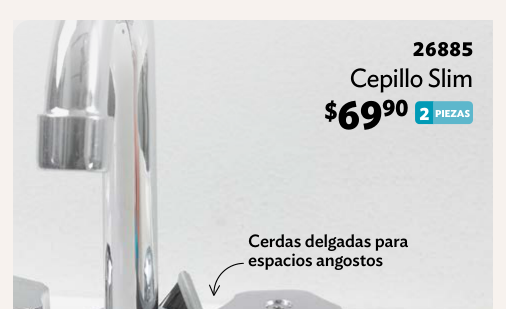 26885
Cepillo Slim
$6990 2 PIEZAS
Cerdas delgadas para
espacios angostos